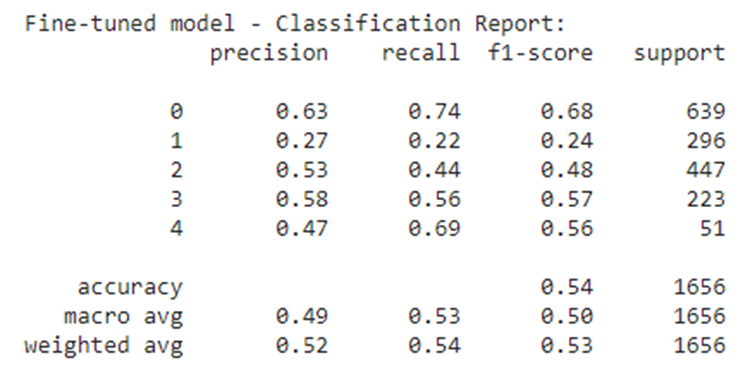 Fine-tuned model - Classification Report:
precision recall f1-score support
0 0.63 0.74 0.68 639
1 0.27 0.22 0.24 296
2 0.53 0.44 0.48 447
3 0.58 0.56 0.57 223
4 0.47 0.69 0.56 51
accuracy 0.54 1656
macro avg 0.49 0.53 0.50 1656
weighted avg 0.52 0.54 0.53 1656